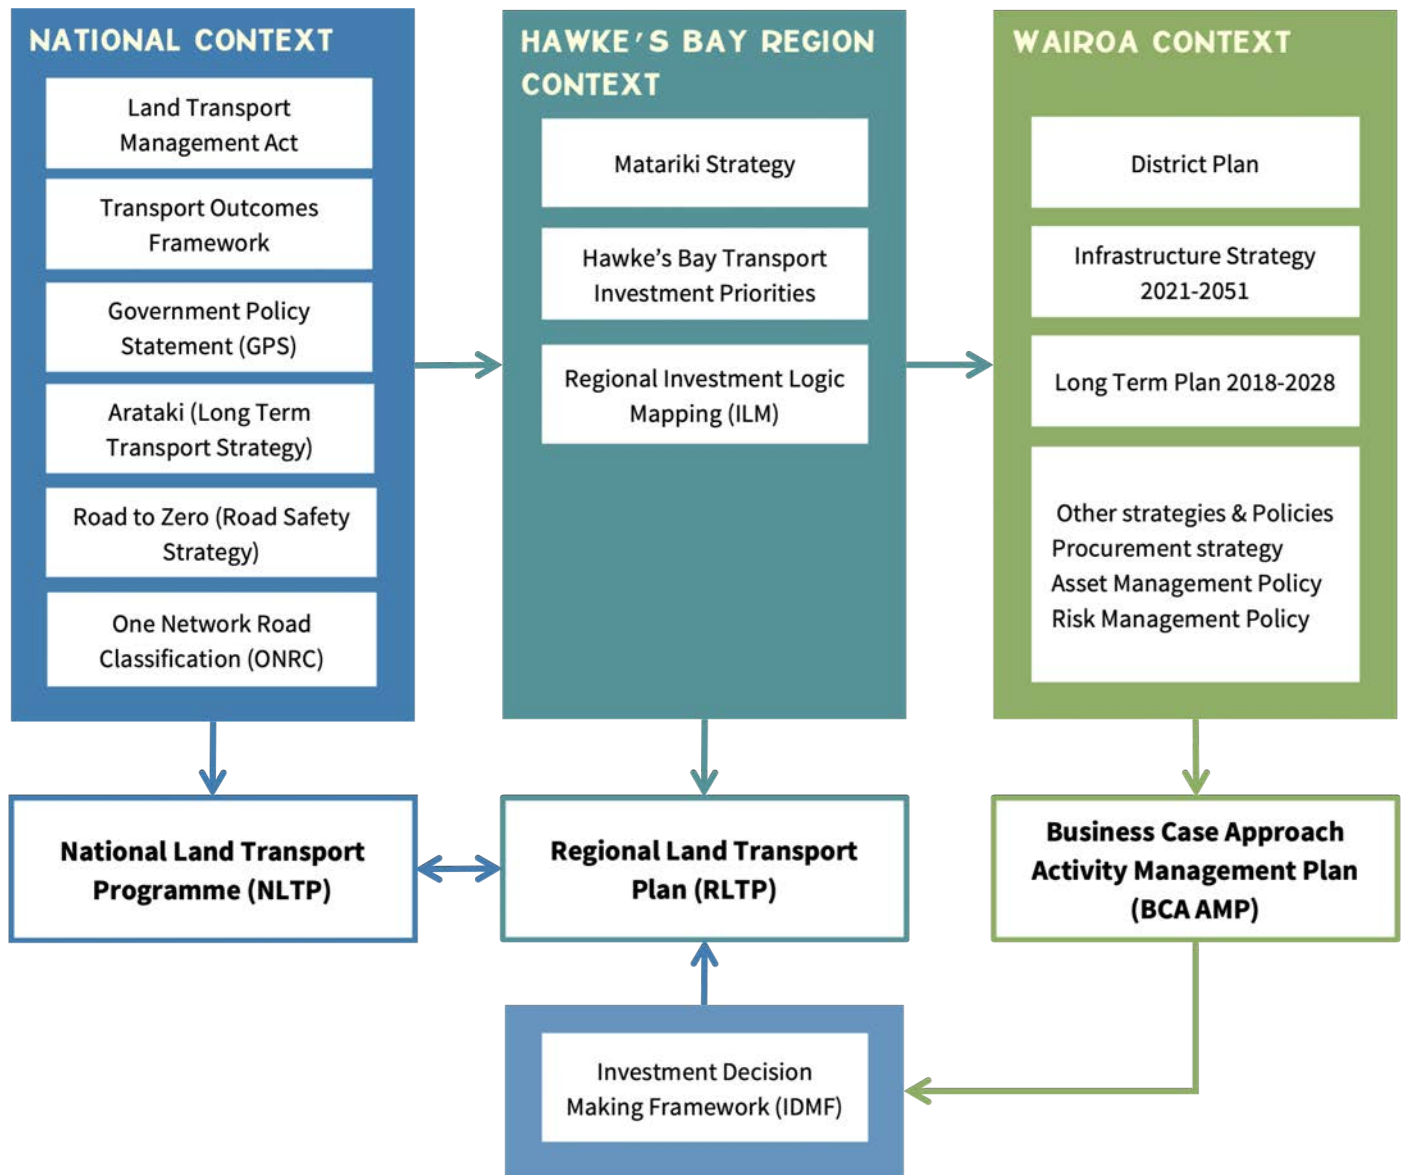 NATIONAL CONTEXT
Land Transport
Management Act
Transport Outcomes
Framework
Government Policy
Statement (GPS)
Arataki (Long Term
Transport Strategy)
Road to Zero (Road Safety
Strategy)
One Network Road
Classification (ONRC)
HAWKE'S BAY REGION
CONTEXT
Matariki Strategy
Hawke's Bay Transport
Investment Priorities
Regional Investment Logic
Mapping (ILM)
WAIROA CONTEXT
District Plan
Infrastructure Strategy
2021-2051
Long Term Plan 2018-2028
Other strategies & Policies
Procurement strategy
Asset Management Policy
Risk Management Policy
National Land Transport
Programme (NLTP)
Regional Land Transport
Plan (RLTP)
Business Case Approach
Activity Management Plan
(BCA AMP)
Investment Decision
Making Framework (IDMF)